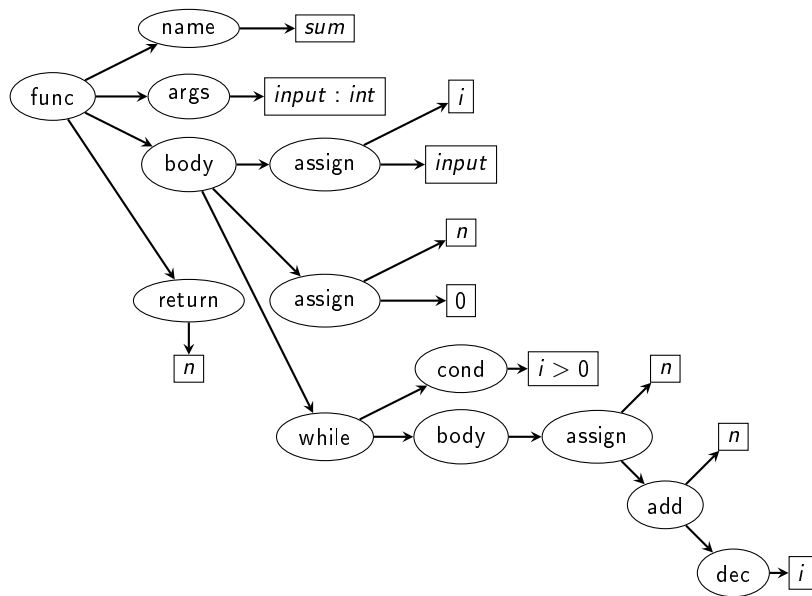 name
sum
func
args
input : int
i
body
assign
input
n
return
assign
0
n
cond
i > 0
n
while
body
assign
n
add
dec
i